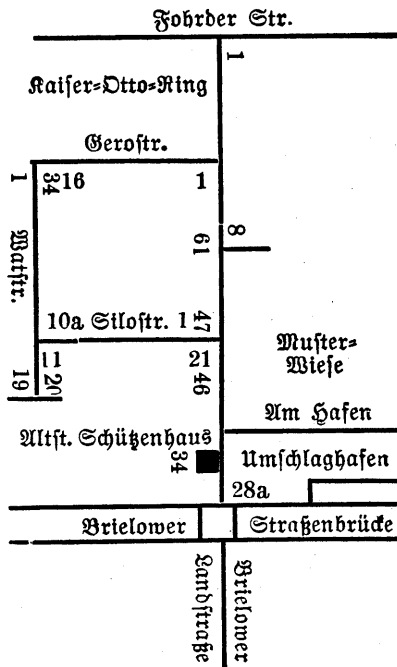 Fohrder Str.
1
Kaiser=Otto=Ring
Gerostr.
1 34 16 1
Watstr.
61 8
10a Silostr. 1 47
Muster=
Wiese
11 21
19 20 46
Am Hafen
Altst. Schützenhaus
34
Umschlaghafen
28a
Brielower Straßenbrücke
Brielower
Landstraße